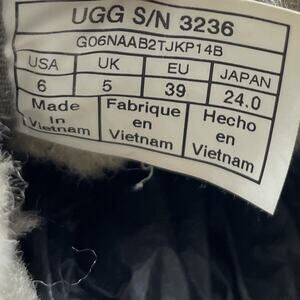 UGG S/N 3236
G06NAAB2TJKP14B
USA UK EU JAPAN
6 5 39 24.0
Made Fabrique Hecho
In en en
Vietnam Vietnam Vietnam